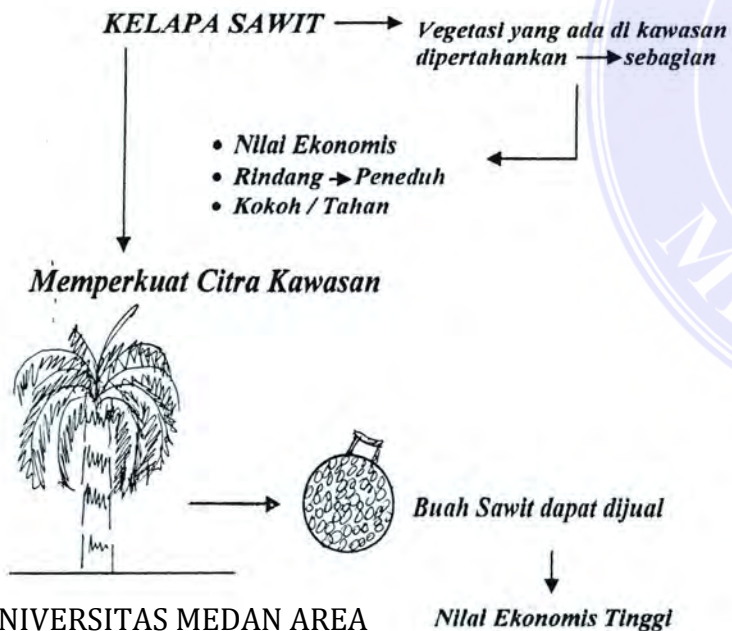 KELAPA SAWIT → Vegetasi yang ada di kawasan
dipertahankan → sebagian
• Nilai Ekonomis
• Rindang → Peneduh
• Kokoh / Tahan
Memperkuat Citra Kawasan
Buah Sawit dapat dijual
NIVERSITAS MEDAN AREA
Nilai Ekonomis Tinggi